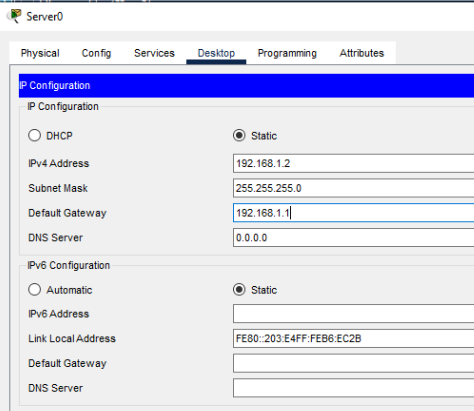 Server0
Physical Config Services Desktop Programming Attributes
IP Configuration
IP Configuration
DHCP Static
IPv4 Address 192.168.1.2
Subnet Mask 255.255.255.0
Default Gateway 192.168.1.1
DNS Server 0.0.0.0
IPv6 Configuration
Automatic Static
IPv6 Address
Link Local Address FE80::203:E4FF:FEB6:EC2B
Default Gateway
DNS Server